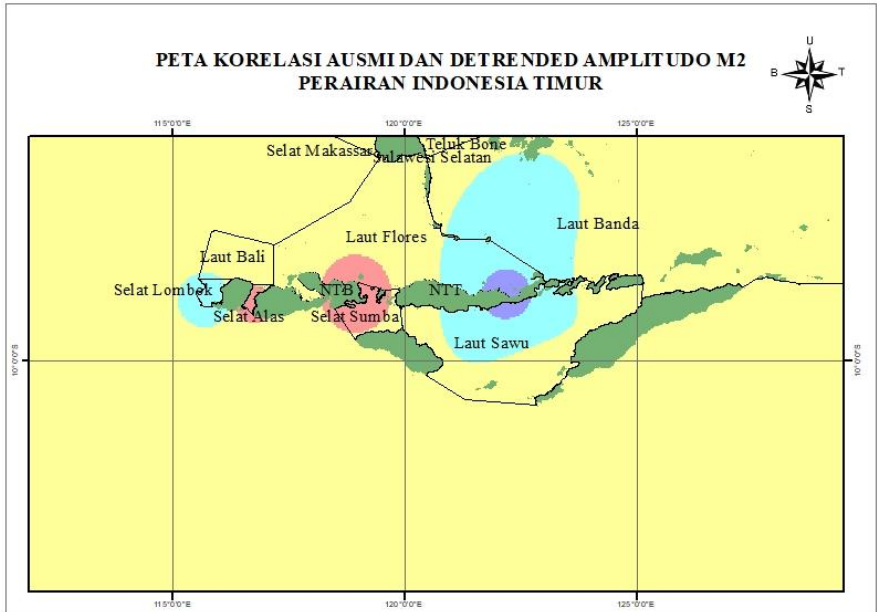 PETA KORELASI AUSMI DAN DETRENDED AMPLITUDO M2
PERAIRAN INDONESIA TIMUR
U
B
T
S
115°0'0"E
120°0'0"E
125°0'0"E
Selat Makassar
Teluk Bone
Sulawesi Selatan
Laut Banda
Laut Flores
Laut Bali
Selat Lombok
NTB
NTT
Selat Alas
Selat Sumba
Laut Sawu
10°0'0"S
10°0'0"S
115°0'0"E
120°0'0"E
125°0'0"E